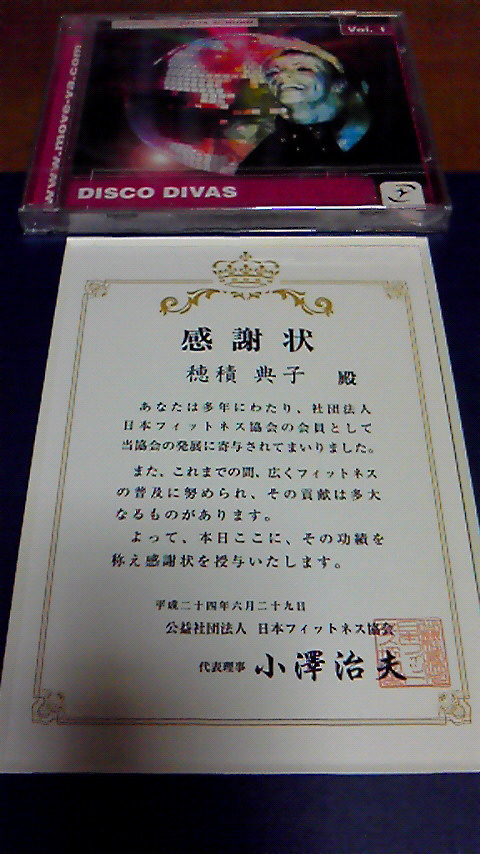 Vol. 1
www.move-ya.com
DISCO DIVAS
感謝状
穂積 典子 殿
あなたは多年にわたり、社団法人
日本フィットネス協会の会員として
当協会の発展に寄与されてまいりました。
また、これまでの間、広くフィットネス
の普及に努められ、その貢献は多大
なるものがあります。
よって、本日ここに、その功績を
称え感謝状を授与いたします。
平成二十四年六月二十九日
公益社団法人 日本フィットネス協会
代表理事 小澤治夫